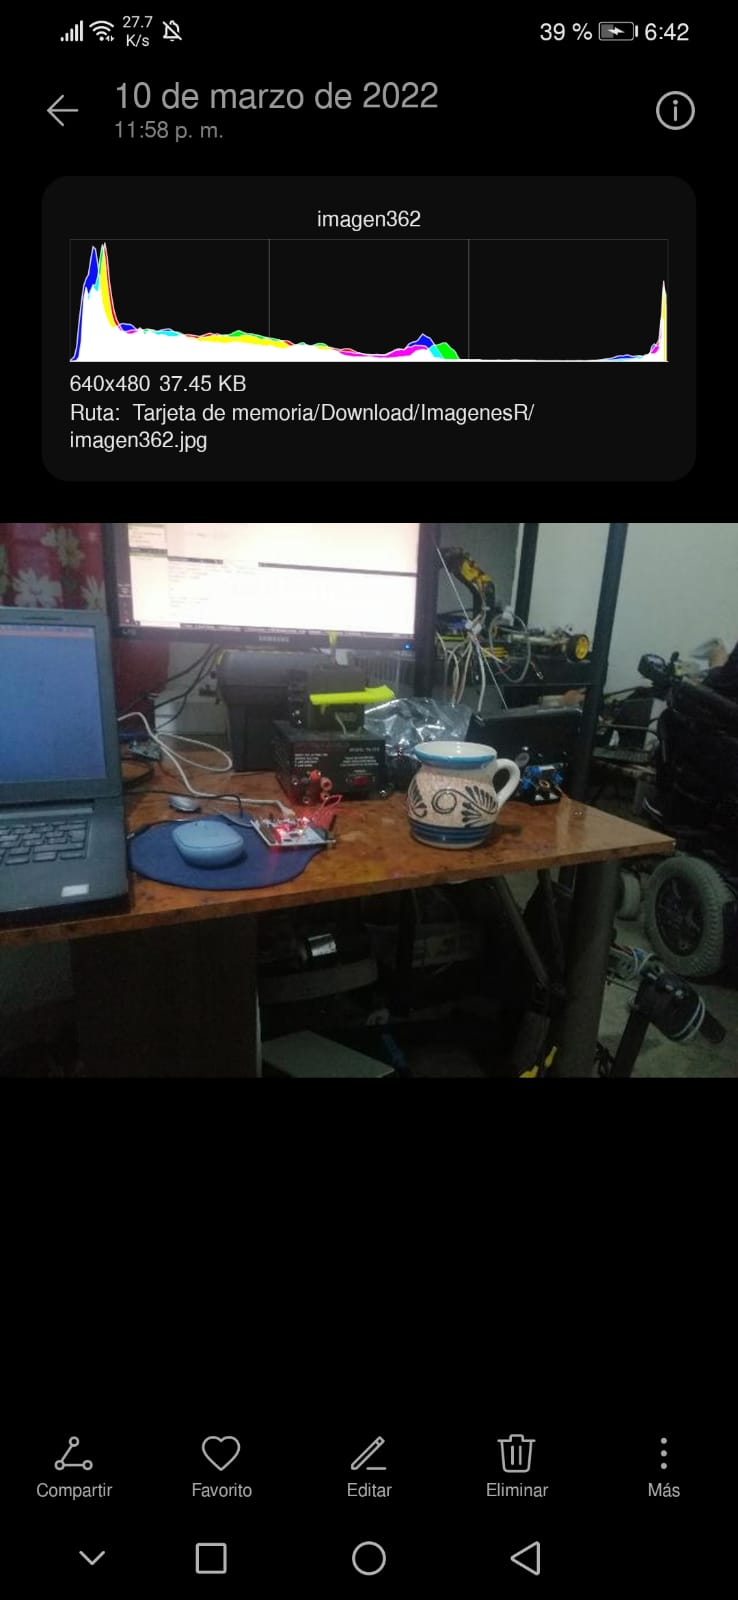 27.7
K/s
39 %
6:42
10 de marzo de 2022
11:58 p. m.
imagen362
640x480 37.45 KB
Ruta: Tarjeta de memoria/Download/ImagenesR/
imagen362.jpg
SAMSUNG
Compartir
Favorito
Editar
Eliminar
Más